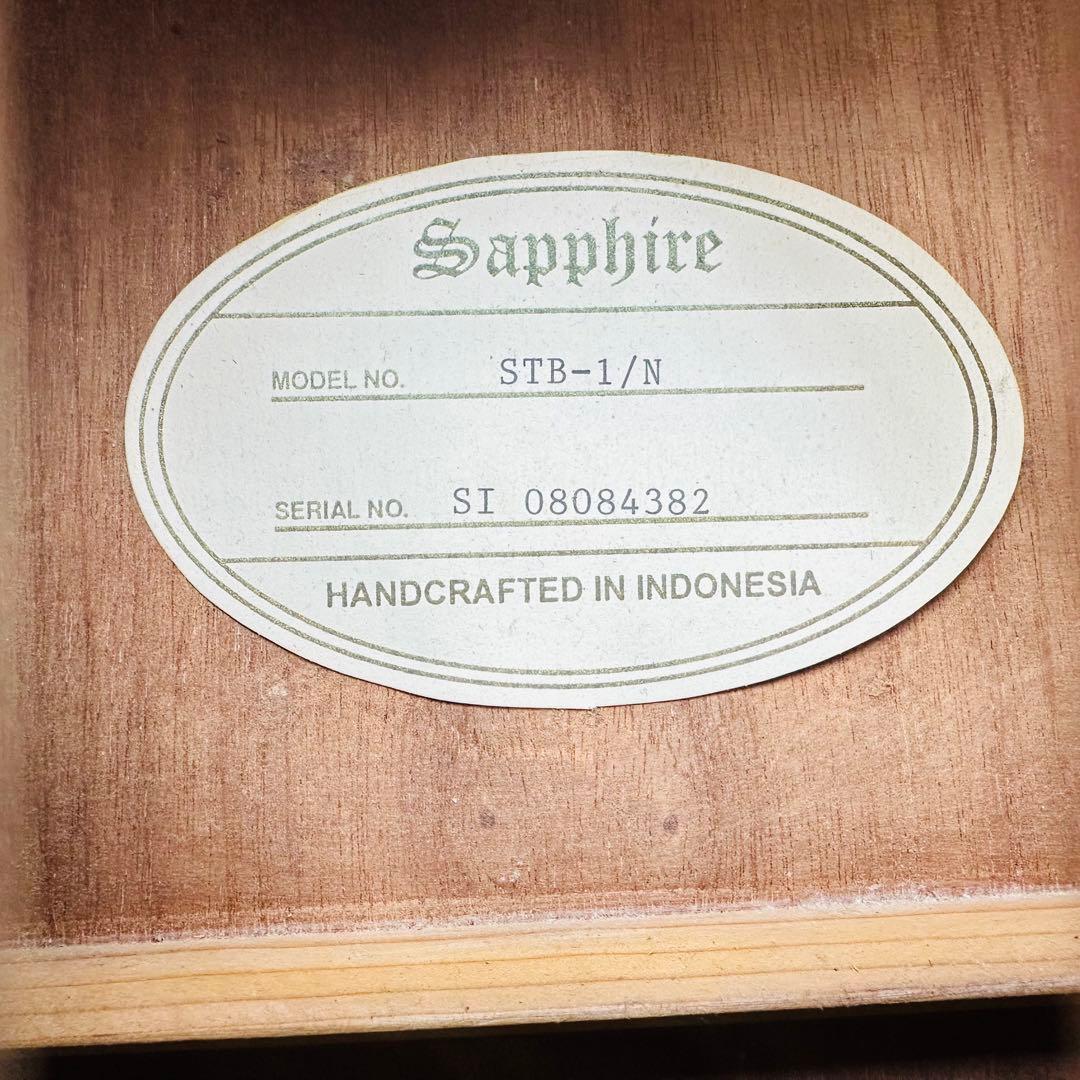 Sapphire
MODEL NO. STB-1/N
SERIAL NO. SI 08084382
HANDCRAFTED IN INDONESIA